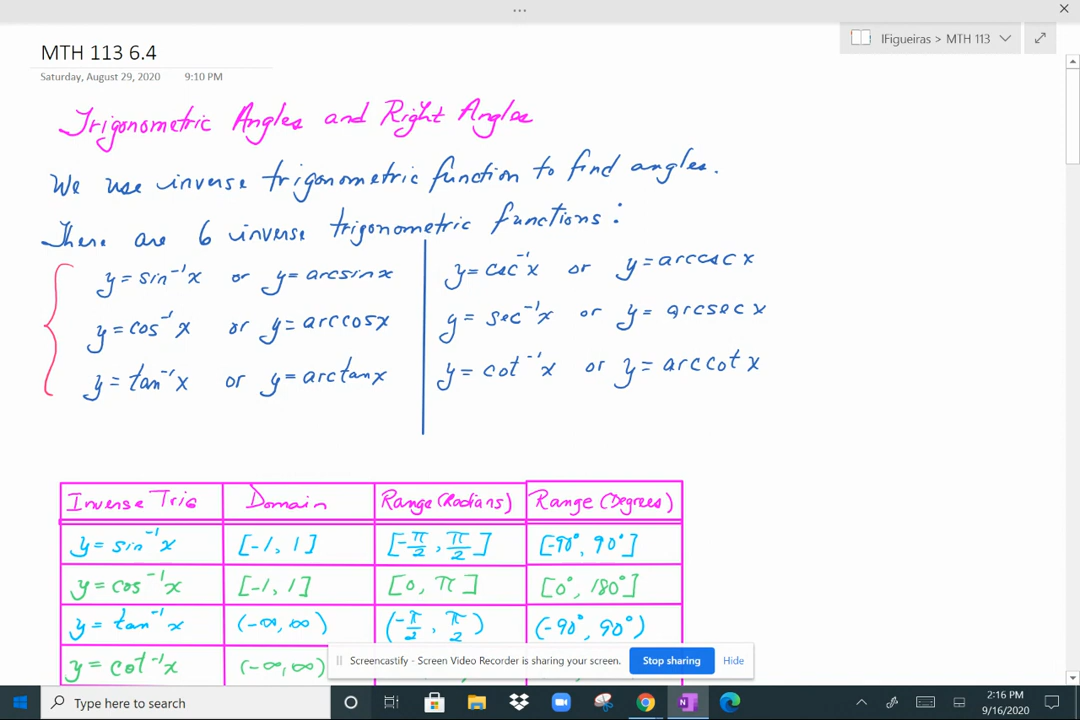 IFigueiras > MTH 113
MTH 113 6.4
Saturday, August 29, 2020 9:10 PM
Trigonometric Angles and Right Angles
We use inverse trigonometric function to find angles.
There are 6 inverse trigonometric functions:
y = sin⁻¹x or y = arcsin x
y = cos⁻¹x or y = arccos x
y = tan⁻¹x or y = arctan x
y = csc⁻¹x or y = arccsc x
y = sec⁻¹x or y = arcsec x
y = cot⁻¹x or y = arccot x
Inverse Trig Domain Range (Radians) Range (Degrees)
y = sin⁻¹x [-1, 1] [-π/2, π/2] [-90°, 90°]
y = cos⁻¹x [-1, 1] [0, π] [0°, 180°]
y = tan⁻¹x (-∞, ∞) (-π/2, π/2) (-90°, 90°)
y = cot⁻¹x (-∞, ∞)
Screencastify - Screen Video Recorder is sharing your screen. Stop sharing Hide
Type here to search
2:16 PM
9/16/2020